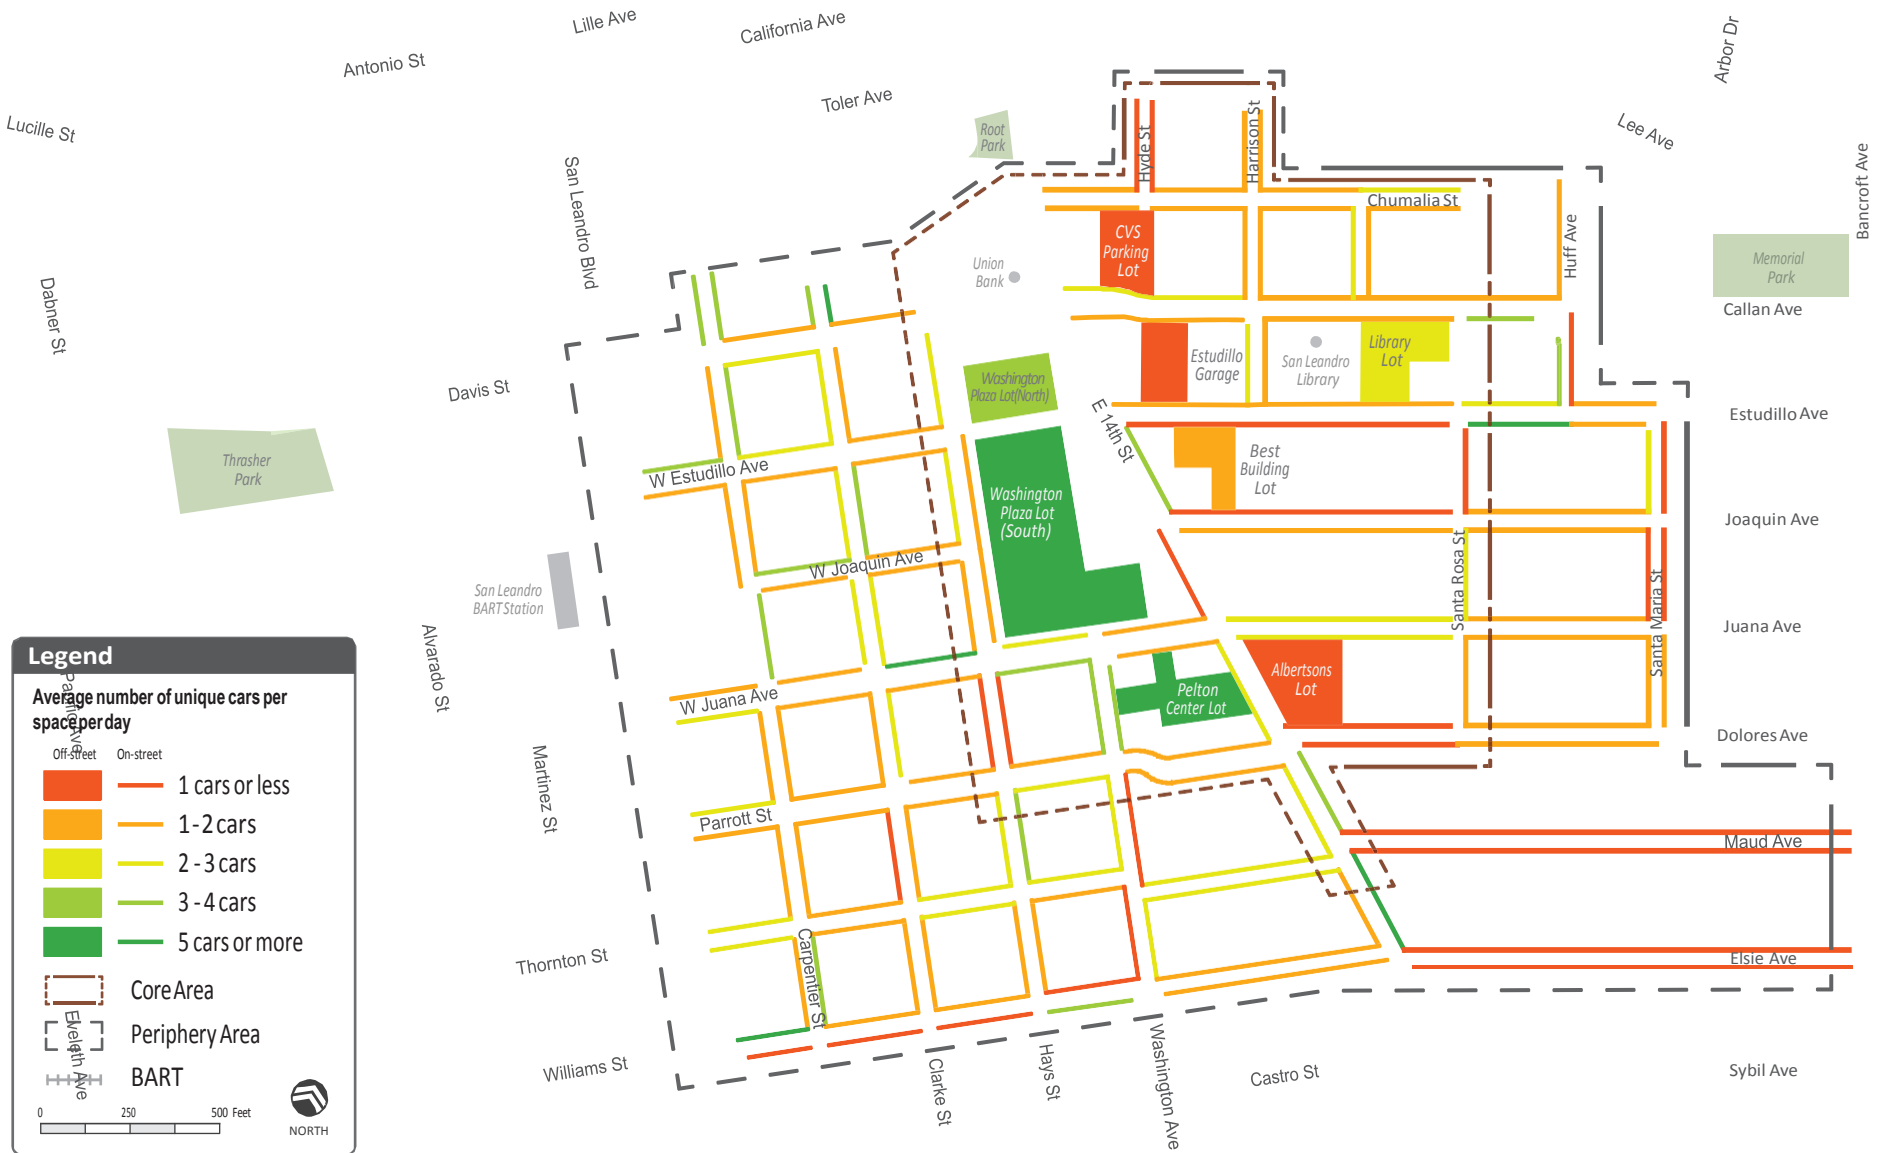 Lille Ave
California Ave
Antonio St
Toler Ave
Arbor Dr
Lucille St
Lee Ave
Bancroft Ave
Root
Park
Hyde St
Harrison St
San Leandro Blvd
Chumalia St
Huff Ave
CVS
Parking
Lot
Union
Bank
Memorial
Park
Dabner St
Callan Ave
Estudillo
Garage
San Leandro
Library
Library
Lot
Davis St
Washington
Plaza Lot(North)
E 14th St
Estudillo Ave
Thrasher
Park
W Estudillo Ave
Best
Building
Lot
Washington
Plaza Lot
(South)
Joaquin Ave
W Joaquin Ave
San Leandro
BART Station
Santa Rosa St
Santa Maria St
Juana Ave
Alvarado St
W Juana Ave
Pelton
Center Lot
Albertsons
Lot
Dolores Ave
Martinez St
Parrott St
Maud Ave
Thornton St
Carpentier St
Elsie Ave
Williams St
Clarke St
Hays St
Washington Ave
Castro St
Sybil Ave
Legend
Average number of unique cars per
space per day
Off-street
On-street
1 cars or less
1 - 2 cars
2 - 3 cars
3 - 4 cars
5 cars or more
Core Area
Periphery Area
Eveleth Ave
BART
0
250
500 Feet
NORTH